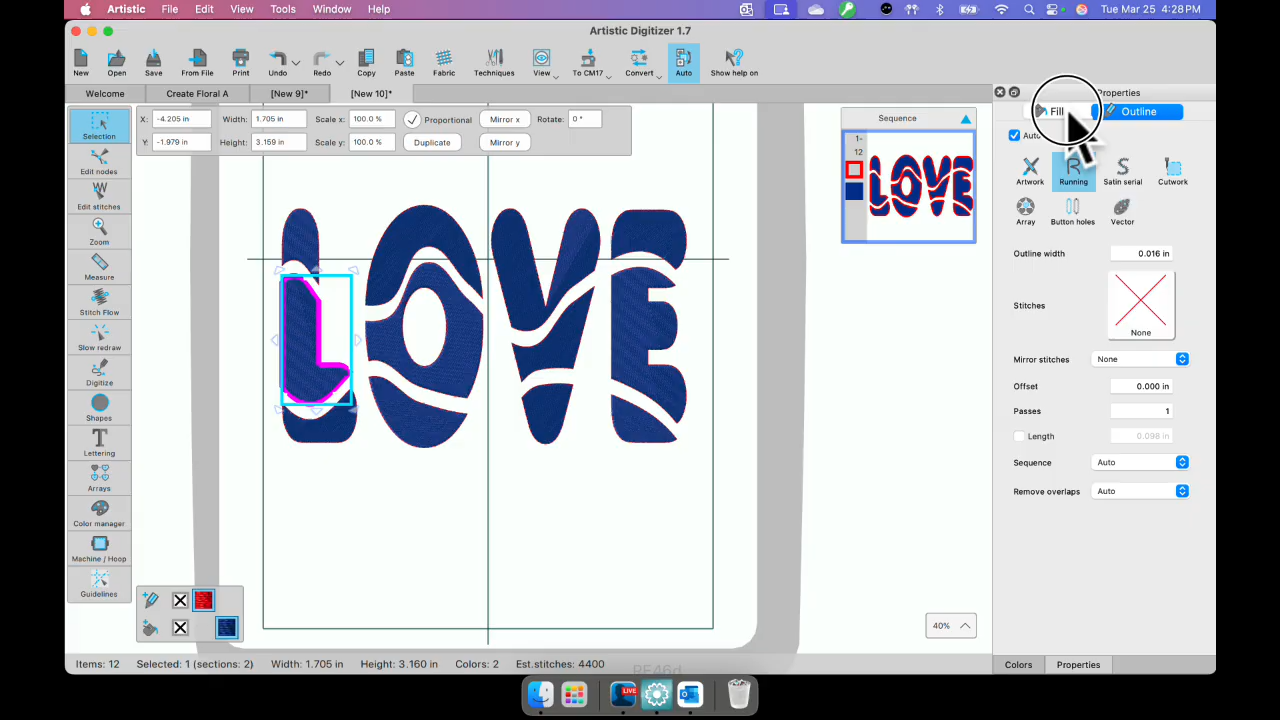 Artistic File Edit View Tools Window Help Tue Mar 25 4:28 PM
Artistic Digitizer 1.7
New Open Save From File Print Undo Redo Copy Paste Fabric Techniques View To CM17 Convert Auto Show help on
Welcome Create Floral A [New 9]* [New 10]* Properties
X: -4.205 in Width: 1.705 in Scale x: 100.0 % Proportional Mirror x Rotate: 0 °
Y: -1.979 in Height: 3.159 in Scale y: 100.0 % Duplicate Mirror y
Selection
Edit nodes
Edit stitches
Zoom
Measure
Stitch Flow
Slow redraw
Digitize
Shapes
Lettering
Arrays
Color manager
Machine / Hoop
Guidelines
LOVE
Sequence
1-
12
LOVE
Fill Outline
Auto
Artwork Running Satin serial Cutwork
Array Button holes Vector
Outline width 0.016 in
Stitches None
Mirror stitches None
Offset 0.000 in
Passes 1
Length 0.098 in
Sequence Auto
Remove overlaps Auto
40%
RE46d
Items: 12 Selected: 1 (sections: 2) Width: 1.705 in Height: 3.160 in Colors: 2 Est.stitches: 4400
Colors Properties
LIVE